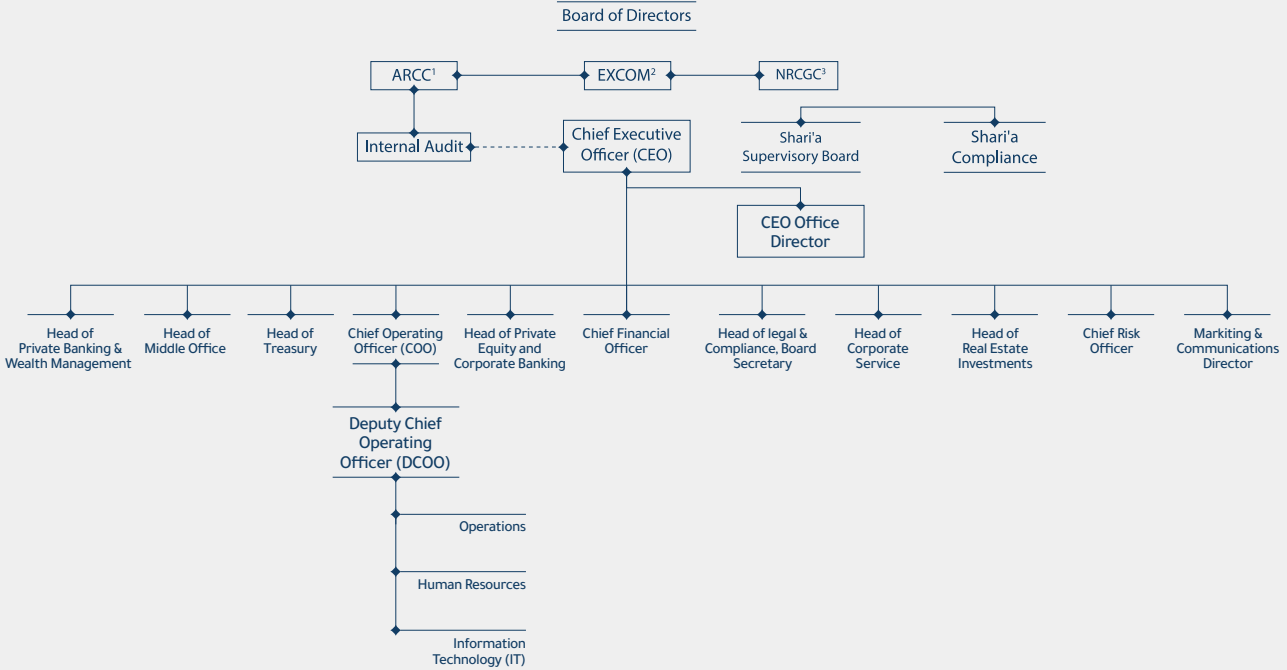 Board of Directors
ARCC¹
EXCOM²
NRCGC³
Internal Audit
Chief Executive
Officer (CEO)
Shari'a
Supervisory Board
Shari'a
Compliance
CEO Office
Director
Head of
Private Banking &
Wealth Management
Head of
Middle Office
Head of
Treasury
Chief Operating
Officer (COO)
Head of Private
Equity and
Corporate Banking
Chief Financial
Officer
Head of legal &
Compliance, Board
Secretary
Head of
Corporate
Service
Head of
Real Estate
Investments
Chief Risk
Officer
Markiting &
Communications
Director
Deputy Chief
Operating
Officer (DCOO)
Operations
Human Resources
Information
Technology (IT)